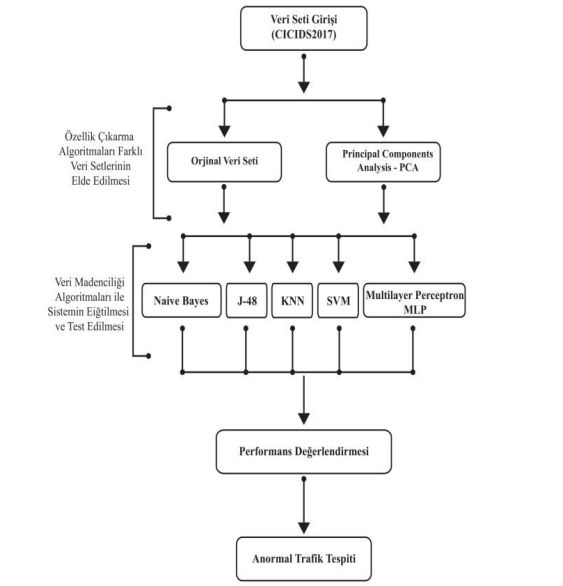 Veri Seti Girişi
(CICIDS2017)
Özellik Çıkarma
Algoritmaları Farklı
Veri Setlerinin
Elde Edilmesi
Orjinal Veri Seti
Principal Components
Analysis - PCA
Veri Madenciliği
Algoritmaları ile
Sistemin Eiğtilmesi
ve Test Edilmesi
Naive Bayes
J-48
KNN
SVM
Multilayer Perceptron
MLP
Performans Değerlendirmesi
Anormal Trafik Tespiti